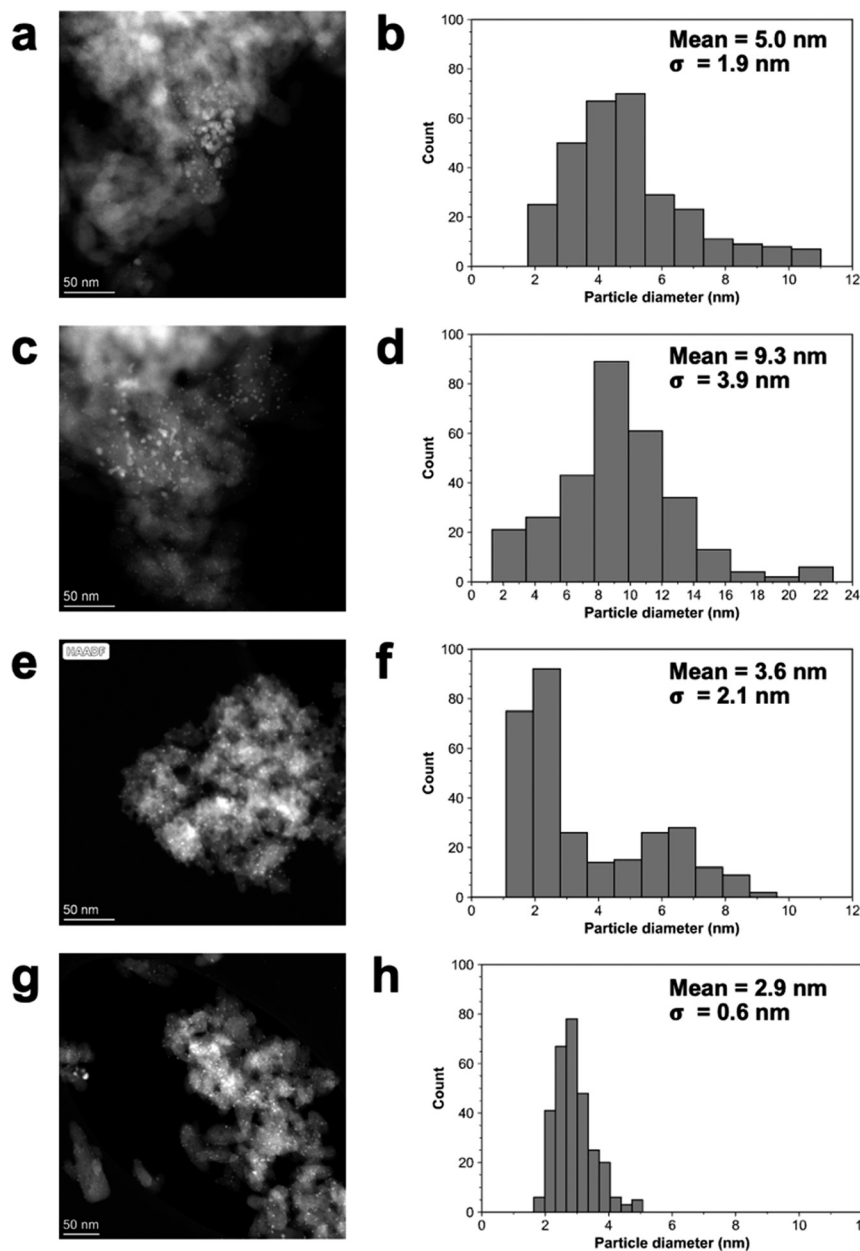 a
50 nm
b
Mean = 5.0 nm
σ = 1.9 nm
100
80
60
40
20
0
Count
0 2 4 6 8 10 12
Particle diameter (nm)
c
50 nm
d
Mean = 9.3 nm
σ = 3.9 nm
100
80
60
40
20
0
Count
0 2 4 6 8 10 12 14 16 18 20 22 24
Particle diameter (nm)
e
HAADF
50 nm
f
Mean = 3.6 nm
σ = 2.1 nm
100
80
60
40
20
0
Count
0 2 4 6 8 10 12
Particle diameter (nm)
g
50 nm
h
Mean = 2.9 nm
σ = 0.6 nm
100
80
60
40
20
0
Count
0 2 4 6 8 10 12
Particle diameter (nm)